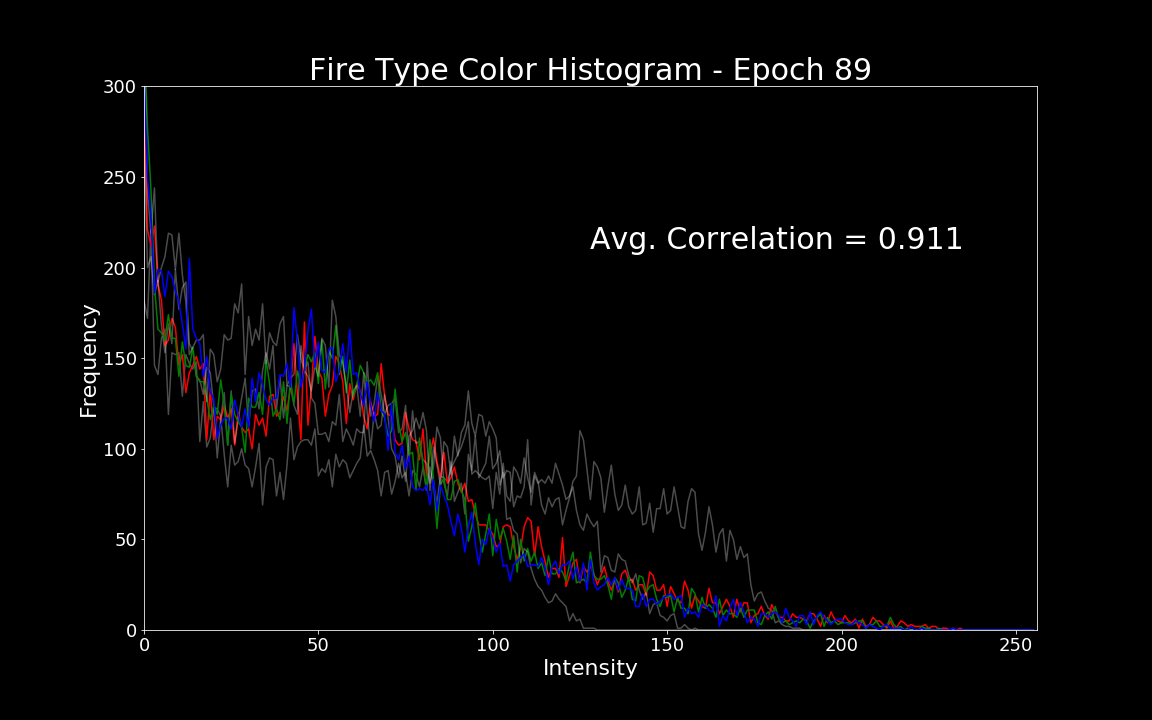 Fire Type Color Histogram - Epoch 89
300
250
200
150
100
50
0
Frequency
Avg. Correlation = 0.911
0 50 100 150 200 250
Intensity